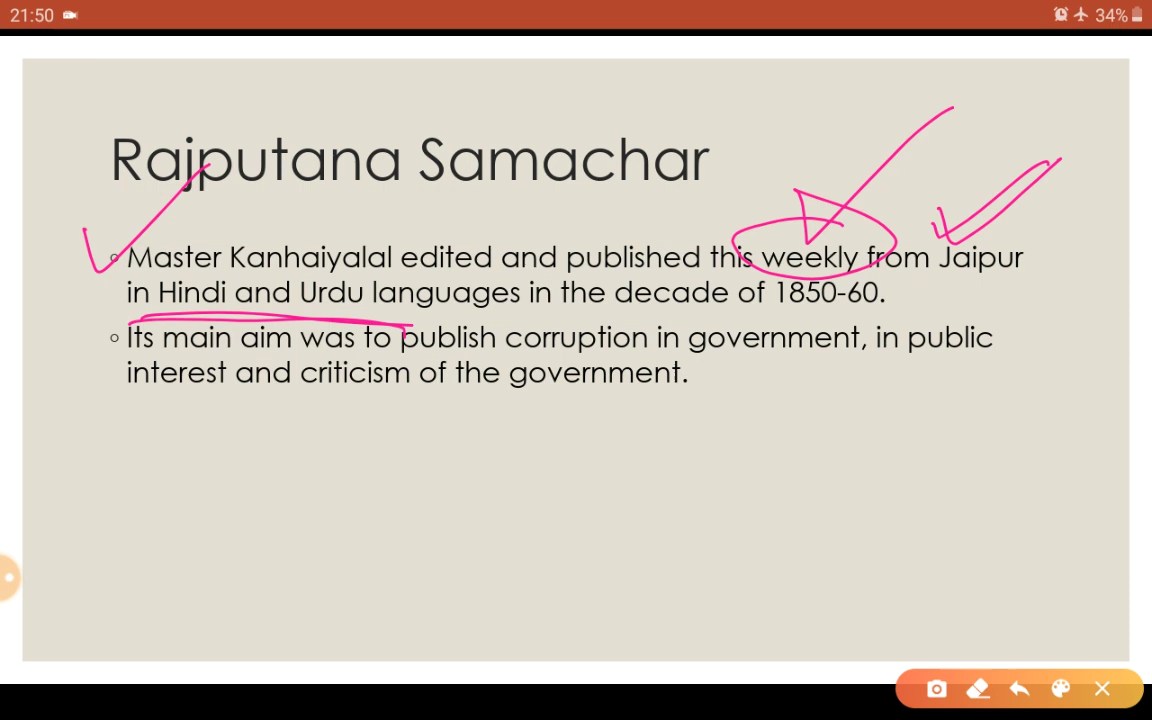 21:50
34%
Rajputana Samachar
◦ Master Kanhaiyalal edited and published this weekly from Jaipur
in Hindi and Urdu languages in the decade of 1850-60.
◦ Its main aim was to publish corruption in government, in public
interest and criticism of the government.